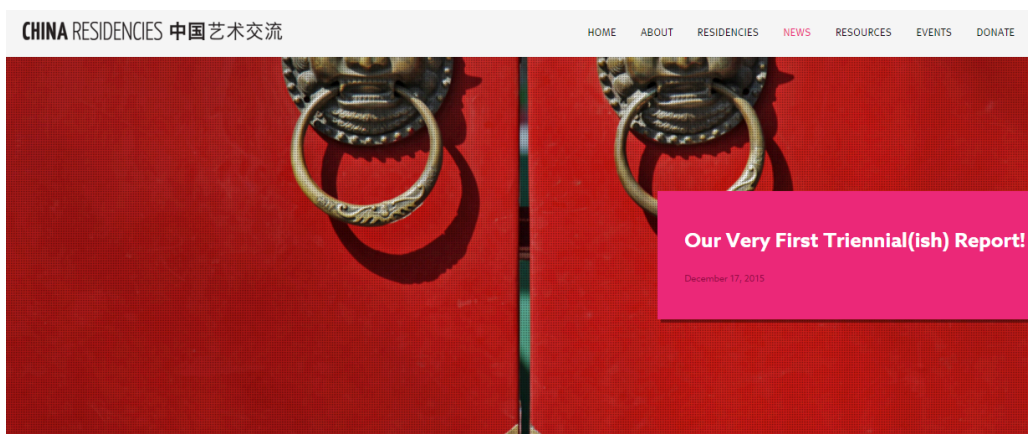 CHINA RESIDENCIES 中国艺术交流
HOME ABOUT RESIDENCIES NEWS RESOURCES EVENTS DONATE
Our Very First Triennial(ish) Report!
December 17, 2015